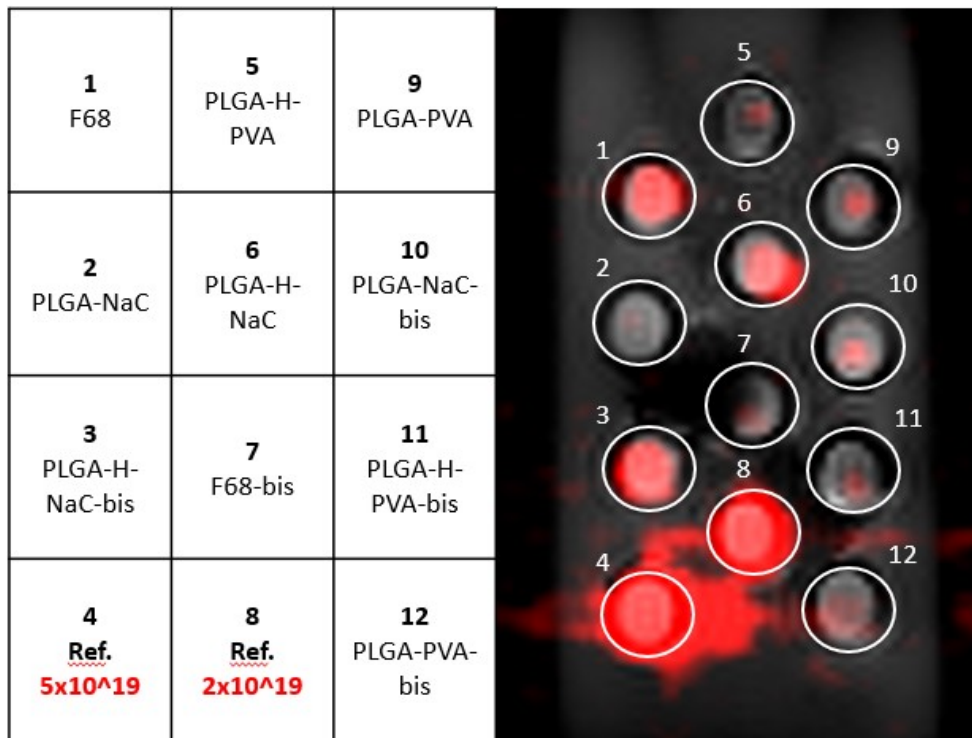 1
F68
5
PLGA-H-
PVA
9
PLGA-PVA
2
PLGA-NaC
6
PLGA-H-
NaC
10
PLGA-NaC-
bis
3
PLGA-H-
NaC-bis
7
F68-bis
11
PLGA-H-
PVA-bis
4
Ref.
5x10^19
8
Ref.
2x10^19
12
PLGA-PVA-
bis
5
1
9
6
2
10
7
3
11
8
4
12